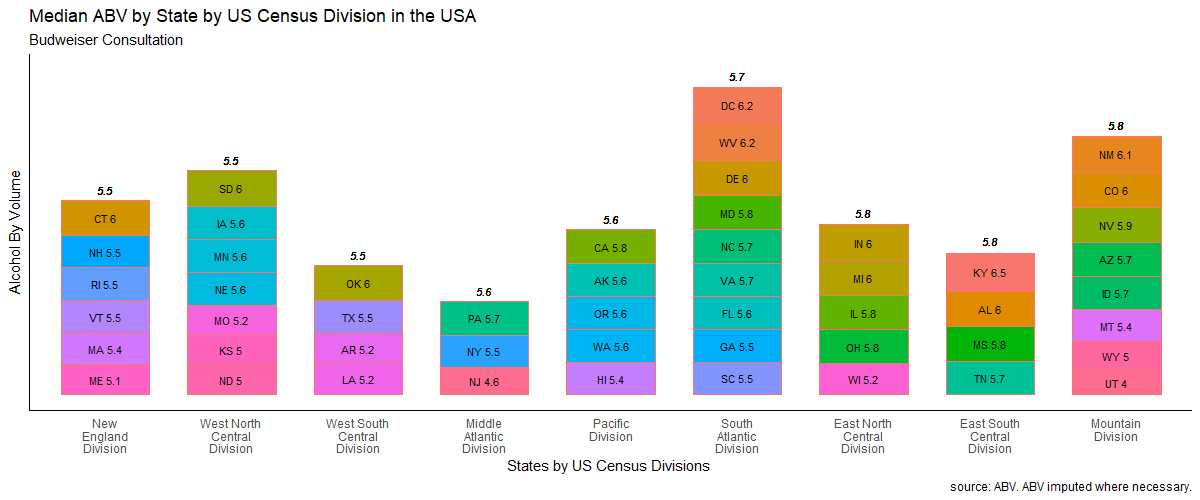 Median ABV by State by US Census Division in the USA
Budweiser Consultation
Alcohol By Volume
5.5
CT 6
NH 5.5
RI 5.5
VT 5.5
MA 5.4
ME 5.1
5.5
SD 6
IA 5.6
MN 5.6
NE 5.6
MO 5.2
KS 5
ND 5
5.5
OK 6
TX 5.5
AR 5.2
LA 5.2
5.6
PA 5.7
NY 5.5
NJ 4.6
5.6
CA 5.8
AK 5.6
OR 5.6
WA 5.6
HI 5.4
5.7
DC 6.2
WV 6.2
DE 6
MD 5.8
NC 5.7
VA 5.7
FL 5.6
GA 5.5
SC 5.5
5.8
IN 6
MI 6
IL 5.8
OH 5.8
WI 5.2
5.8
KY 6.5
AL 6
MS 5.8
TN 5.7
5.8
NM 6.1
CO 6
NV 5.9
AZ 5.7
ID 5.7
MT 5.4
WY 5
UT 4
New
England
Division
West North
Central
Division
West South
Central
Division
Middle
Atlantic
Division
Pacific
Division
South
Atlantic
Division
East North
Central
Division
East South
Central
Division
Mountain
Division
States by US Census Divisions
source: ABV. ABV imputed where necessary.